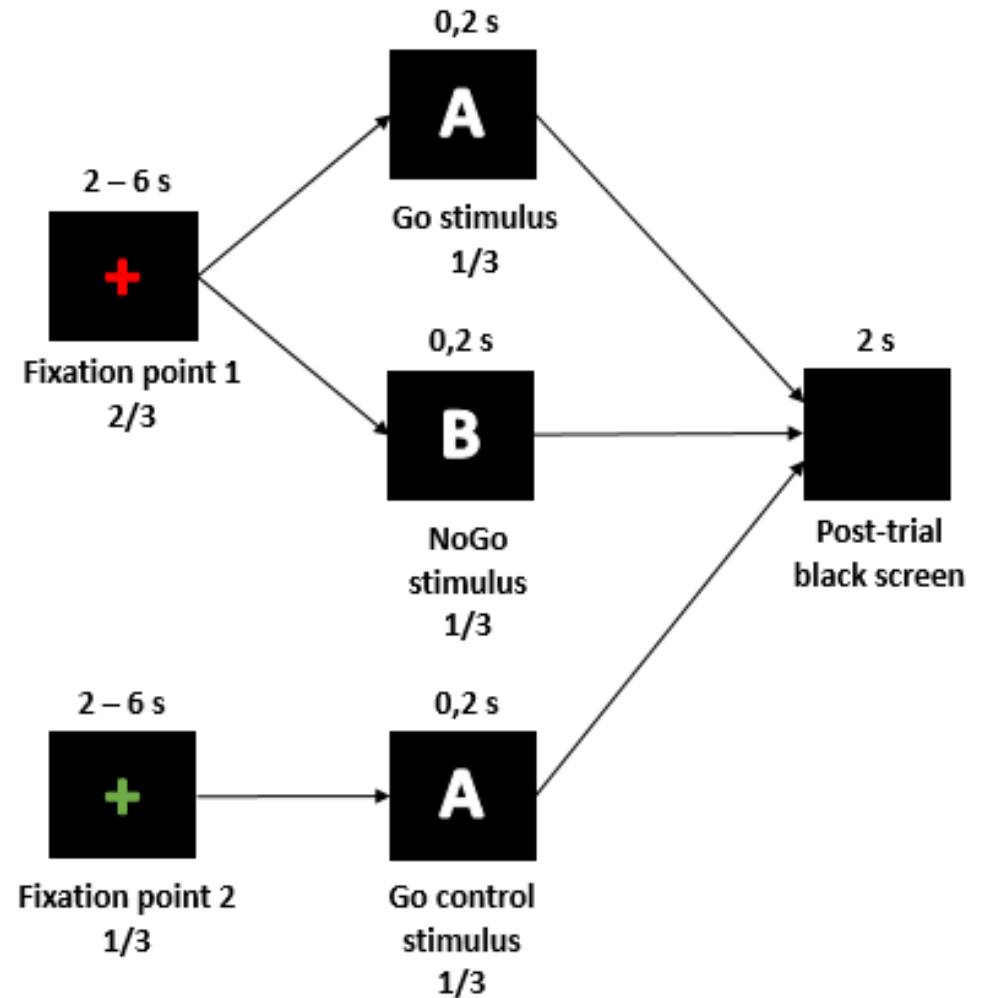 0,2 s
A
Go stimulus
1/3
2 – 6 s
+
Fixation point 1
2/3
0,2 s
B
NoGo
stimulus
1/3
2 s
Post-trial
black screen
2 – 6 s
+
Fixation point 2
1/3
0,2 s
A
Go control
stimulus
1/3